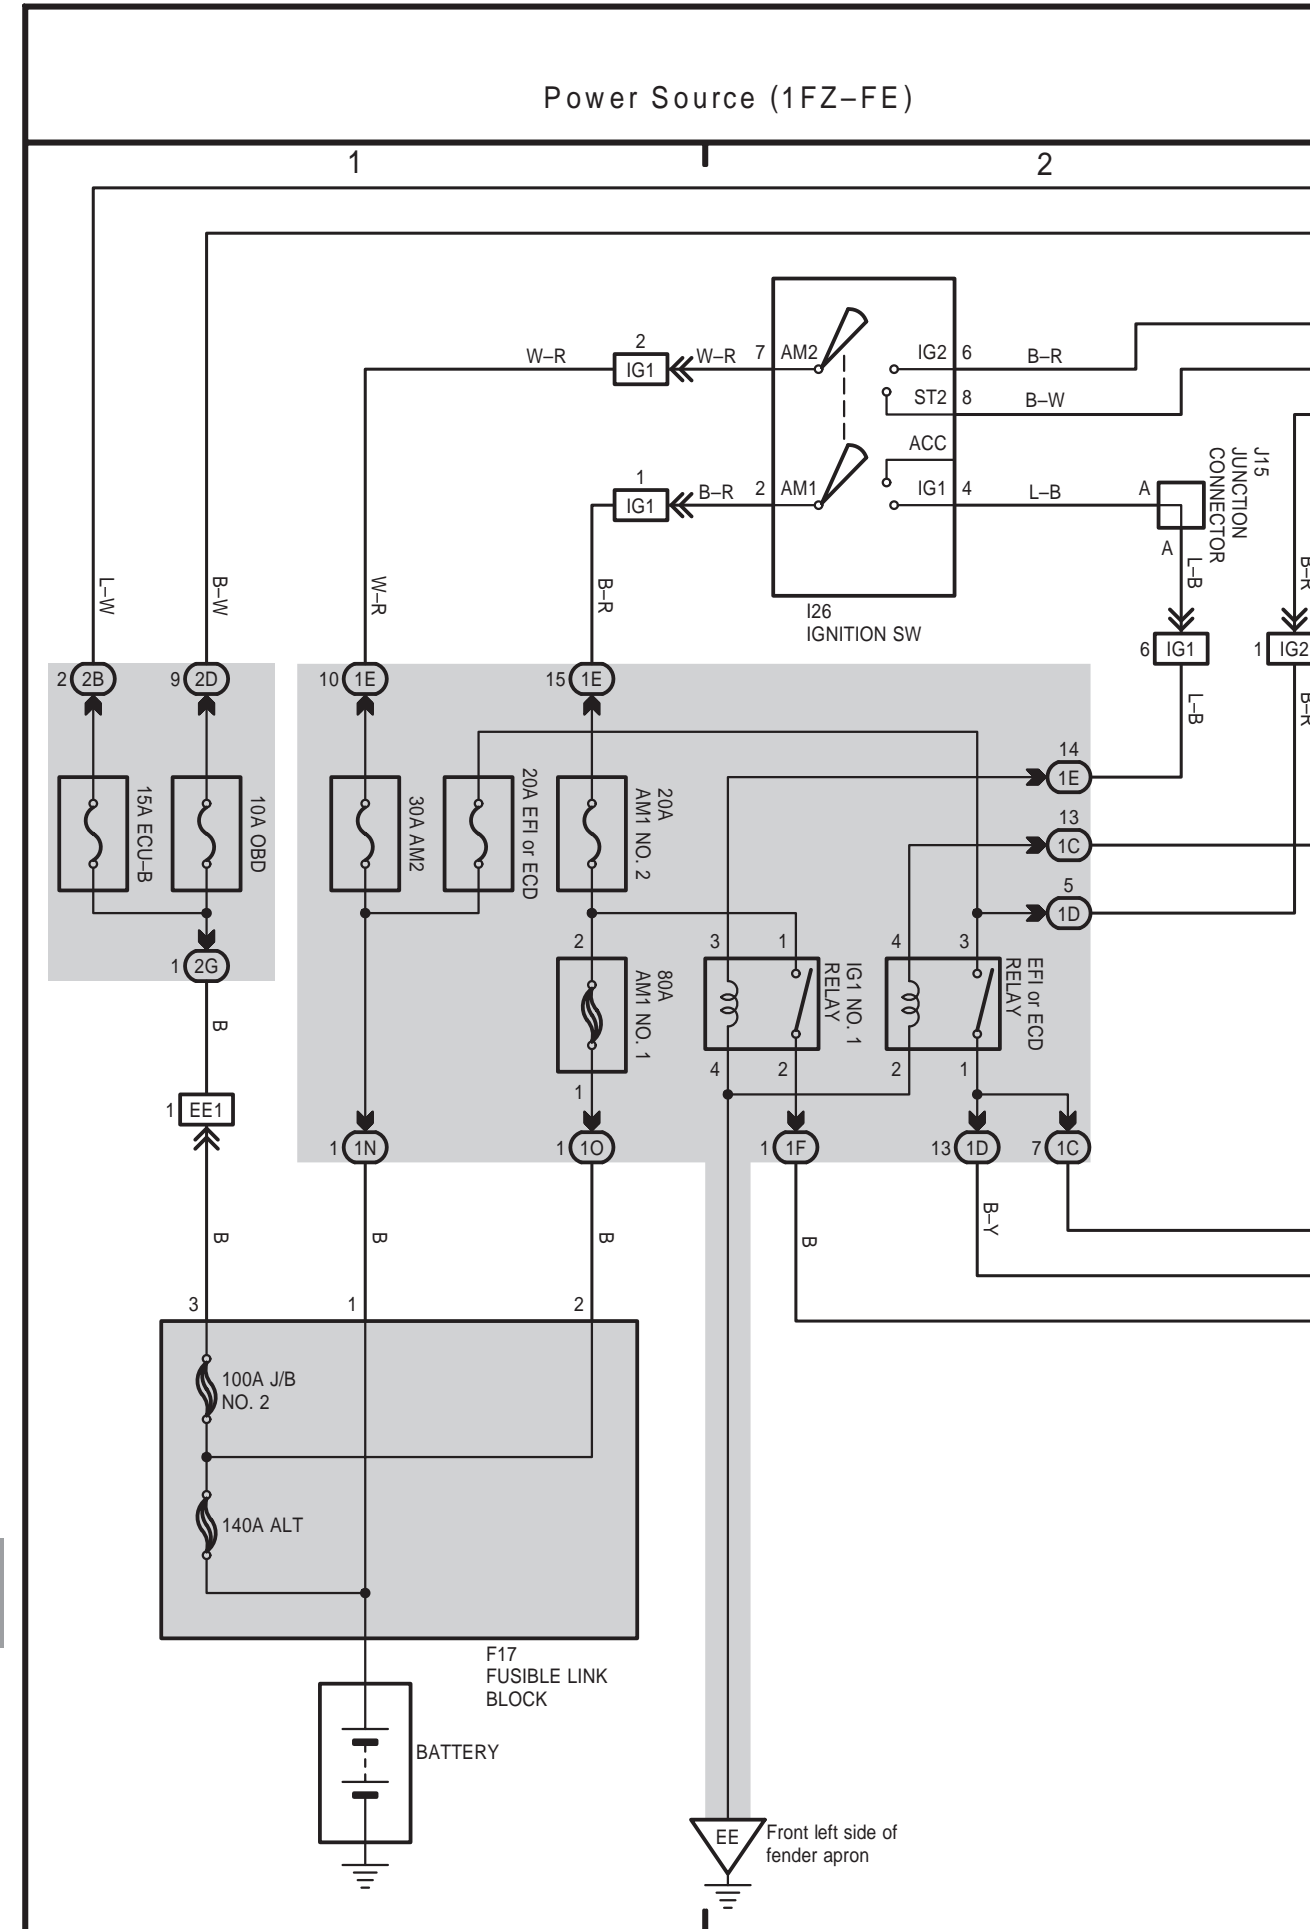 Power Source (1FZ–FE)
1
2
2
IG1
W–R
W–R
7
AM2
IG2
6
B–R
ST2
8
B–W
ACC
1
IG1
B–R
2
AM1
IG1
4
L–B
A
A
J15
JUNCTION
CONNECTOR
L–B
B–R
L–W
B–W
W–R
B–R
I26
IGNITION SW
6
IG1
1
IG2
2
2B
9
2D
10
1E
15
1E
L–B
B–R
14
1E
15A ECU–B
10A OBD
30A AM2
20A EFI or ECD
20A
AM1 NO. 2
13
1C
5
1D
1
2G
2
80A
AM1 NO. 1
1
3
1
IG1 NO. 1
RELAY
4
2
4
3
EFI or ECD
RELAY
2
1
B
1
EE1
1
1N
1
1O
1
1F
13
1D
7
1C
B
B
B
B
B–Y
3
1
2
100A J/B
NO. 2
140A ALT
F17
FUSIBLE LINK
BLOCK
BATTERY
EE
Front left side of
fender apron